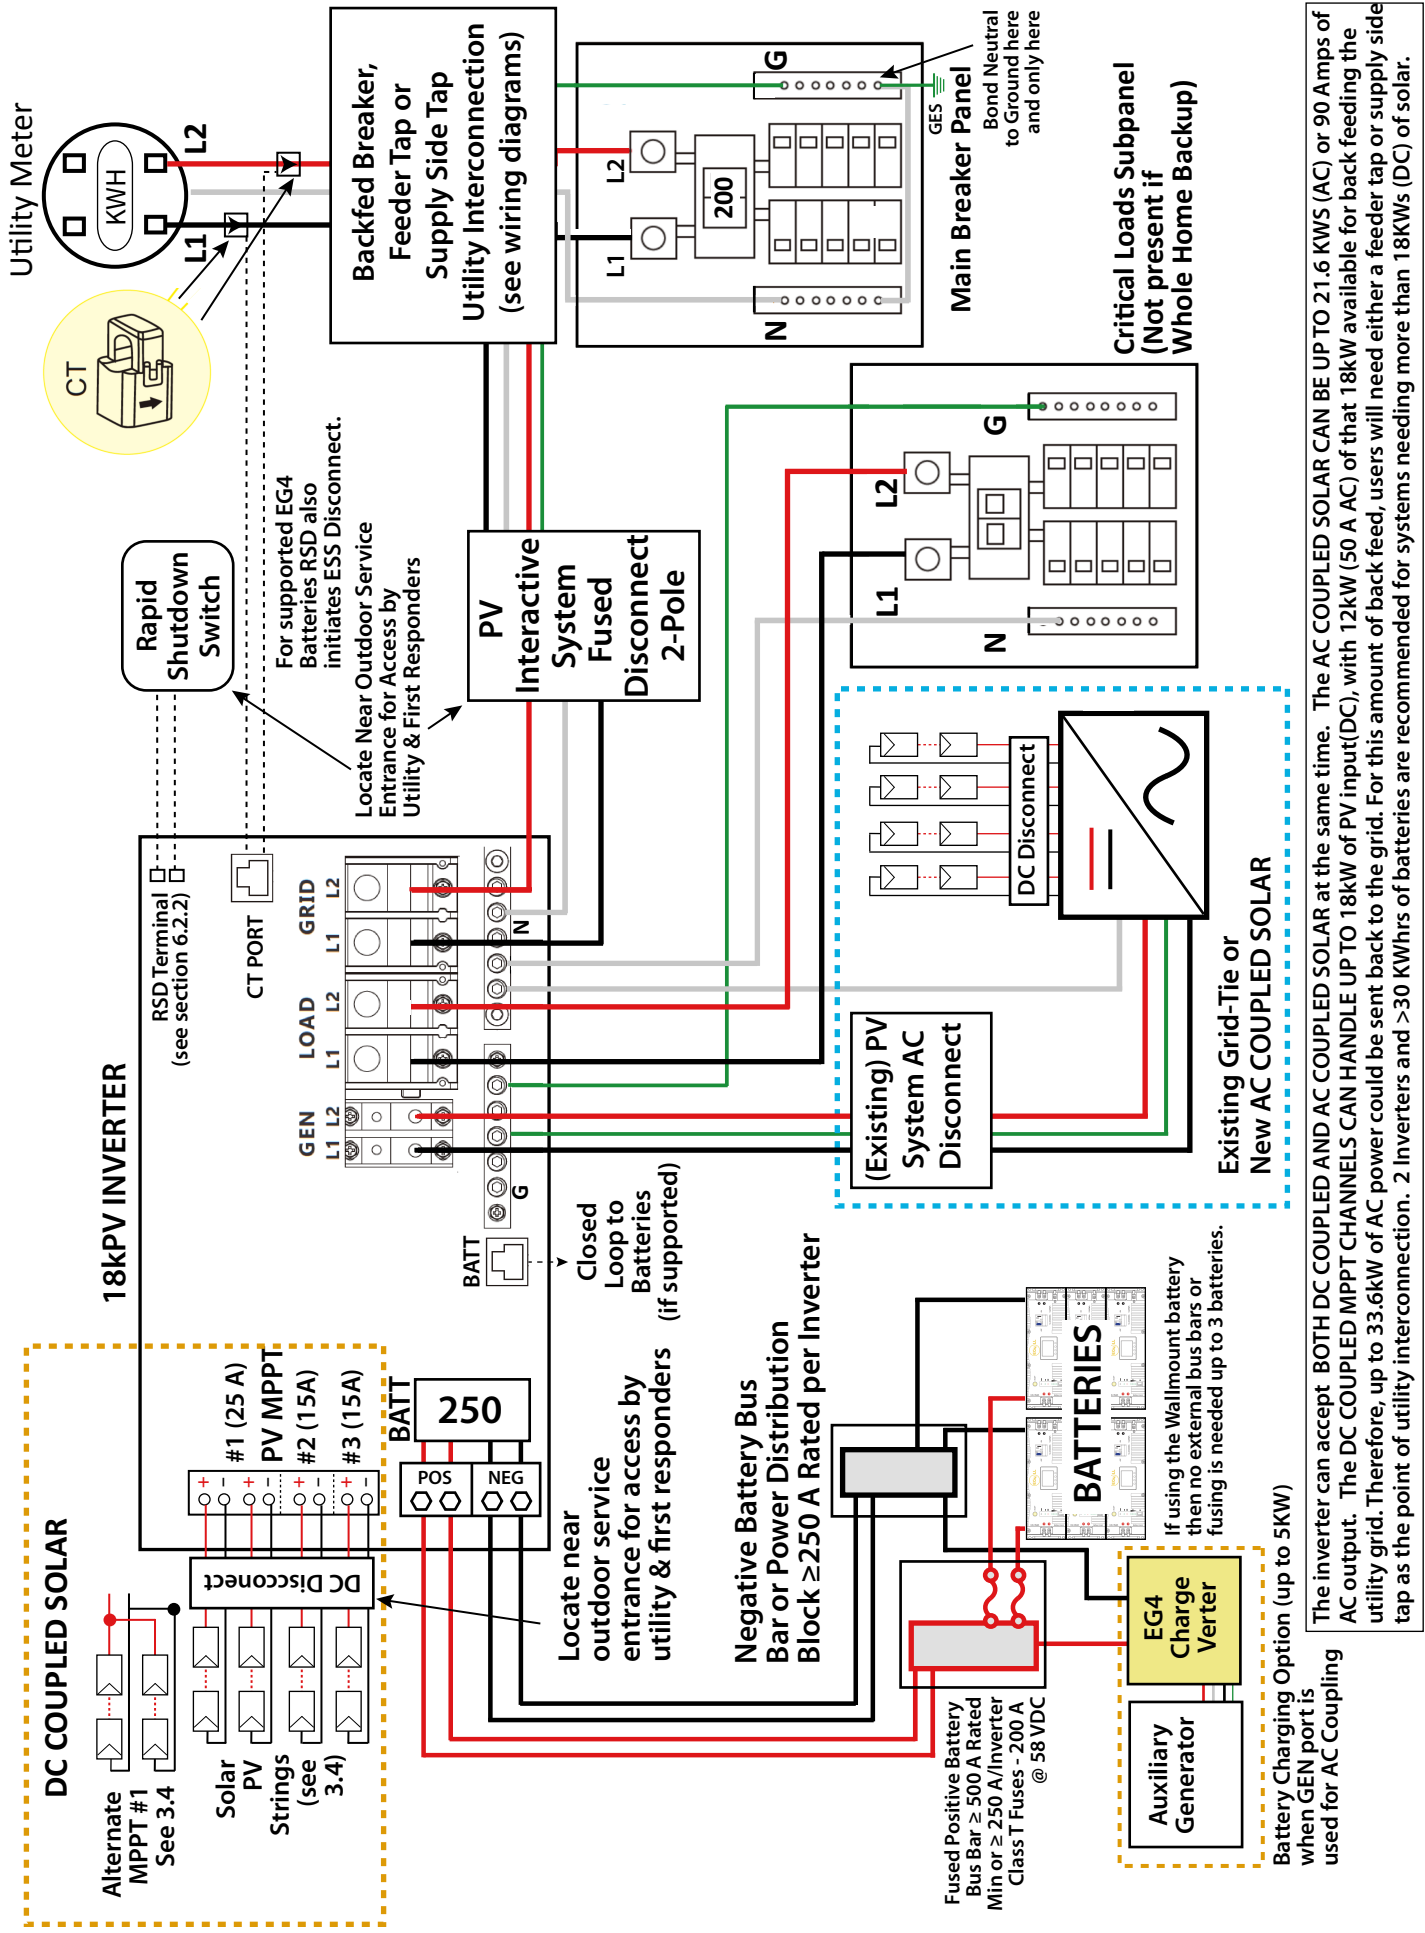 DC COUPLED SOLAR
Alternate
MPPT #1
See 3.4
Solar
PV
Strings
(see
3.4)
DC Discconect
+
−
+
−
+
−
+
−
#1 (25 A)
PV MPPT
#2 (15A)
#3 (15A)
18kPV INVERTER
BATT
250
POS
NEG
BATT
Closed
Loop to
Batteries
(if supported)
Locate near
outdoor service
entrance for access by
utility & first responders
GEN
L1
L2
LOAD
L1
L2
GRID
L1
L2
G
N
RSD Terminal
(see section 6.2.2)
CT PORT
Rapid
Shutdown
Switch
For supported EG4
Batteries RSD also
initiates ESS Disconnect.
Locate Near Outdoor Service
Entrance for Access by
Utility & First Responders
PV
Interactive
System
Fused
Disconnect
2-Pole
Utility Meter
KWH
L1
L2
CT
Backfed Breaker,
Feeder Tap or
Supply Side Tap
Utility Interconnection
(see wiring diagrams)
N
L1
L2
G
200
GES
Main Breaker Panel
Bond Neutral
to Ground here
and only here
Critical Loads Subpanel
(Not present if
Whole Home Backup)
N
L1
L2
G
DC Disconnect
(Existing) PV
System AC
Disconnect
Existing Grid-Tie or
New AC COUPLED SOLAR
Negative Battery Bus
Bar or Power Distribution
Block ≥250 A Rated per Inverter
Fused Positive Battery
Bus Bar ≥ 500 A Rated
Min or ≥ 250 A/Inverter
Class T Fuses - 200 A
@ 58 VDC
BATTERIES
If using the Wallmount battery
then no external bus bars or
fusing is needed up to 3 batteries.
Auxiliary
Generator
EG4
Charge
Verter
Battery Charging Option (up to 5KW)
when GEN port is
used for AC Coupling
The inverter can accept BOTH DC COUPLED AND AC COUPLED SOLAR at the same time. The AC COUPLED SOLAR CAN BE UP TO 21.6 KWS (AC) or 90 Amps of
AC output. The DC COUPLED MPPT CHANNELS CAN HANDLE UP TO 18kW of PV input(DC), with 12kW (50 A AC) of that 18kW available for back feeding the
utility grid. Therefore, up to 33.6kW of AC power could be sent back to the grid. For this amount of back feed, users will need either a feeder tap or supply side
tap as the point of utility interconnection. 2 Inverters and >30 KWhrs of batteries are recommended for systems needing more than 18KWs (DC) of solar.